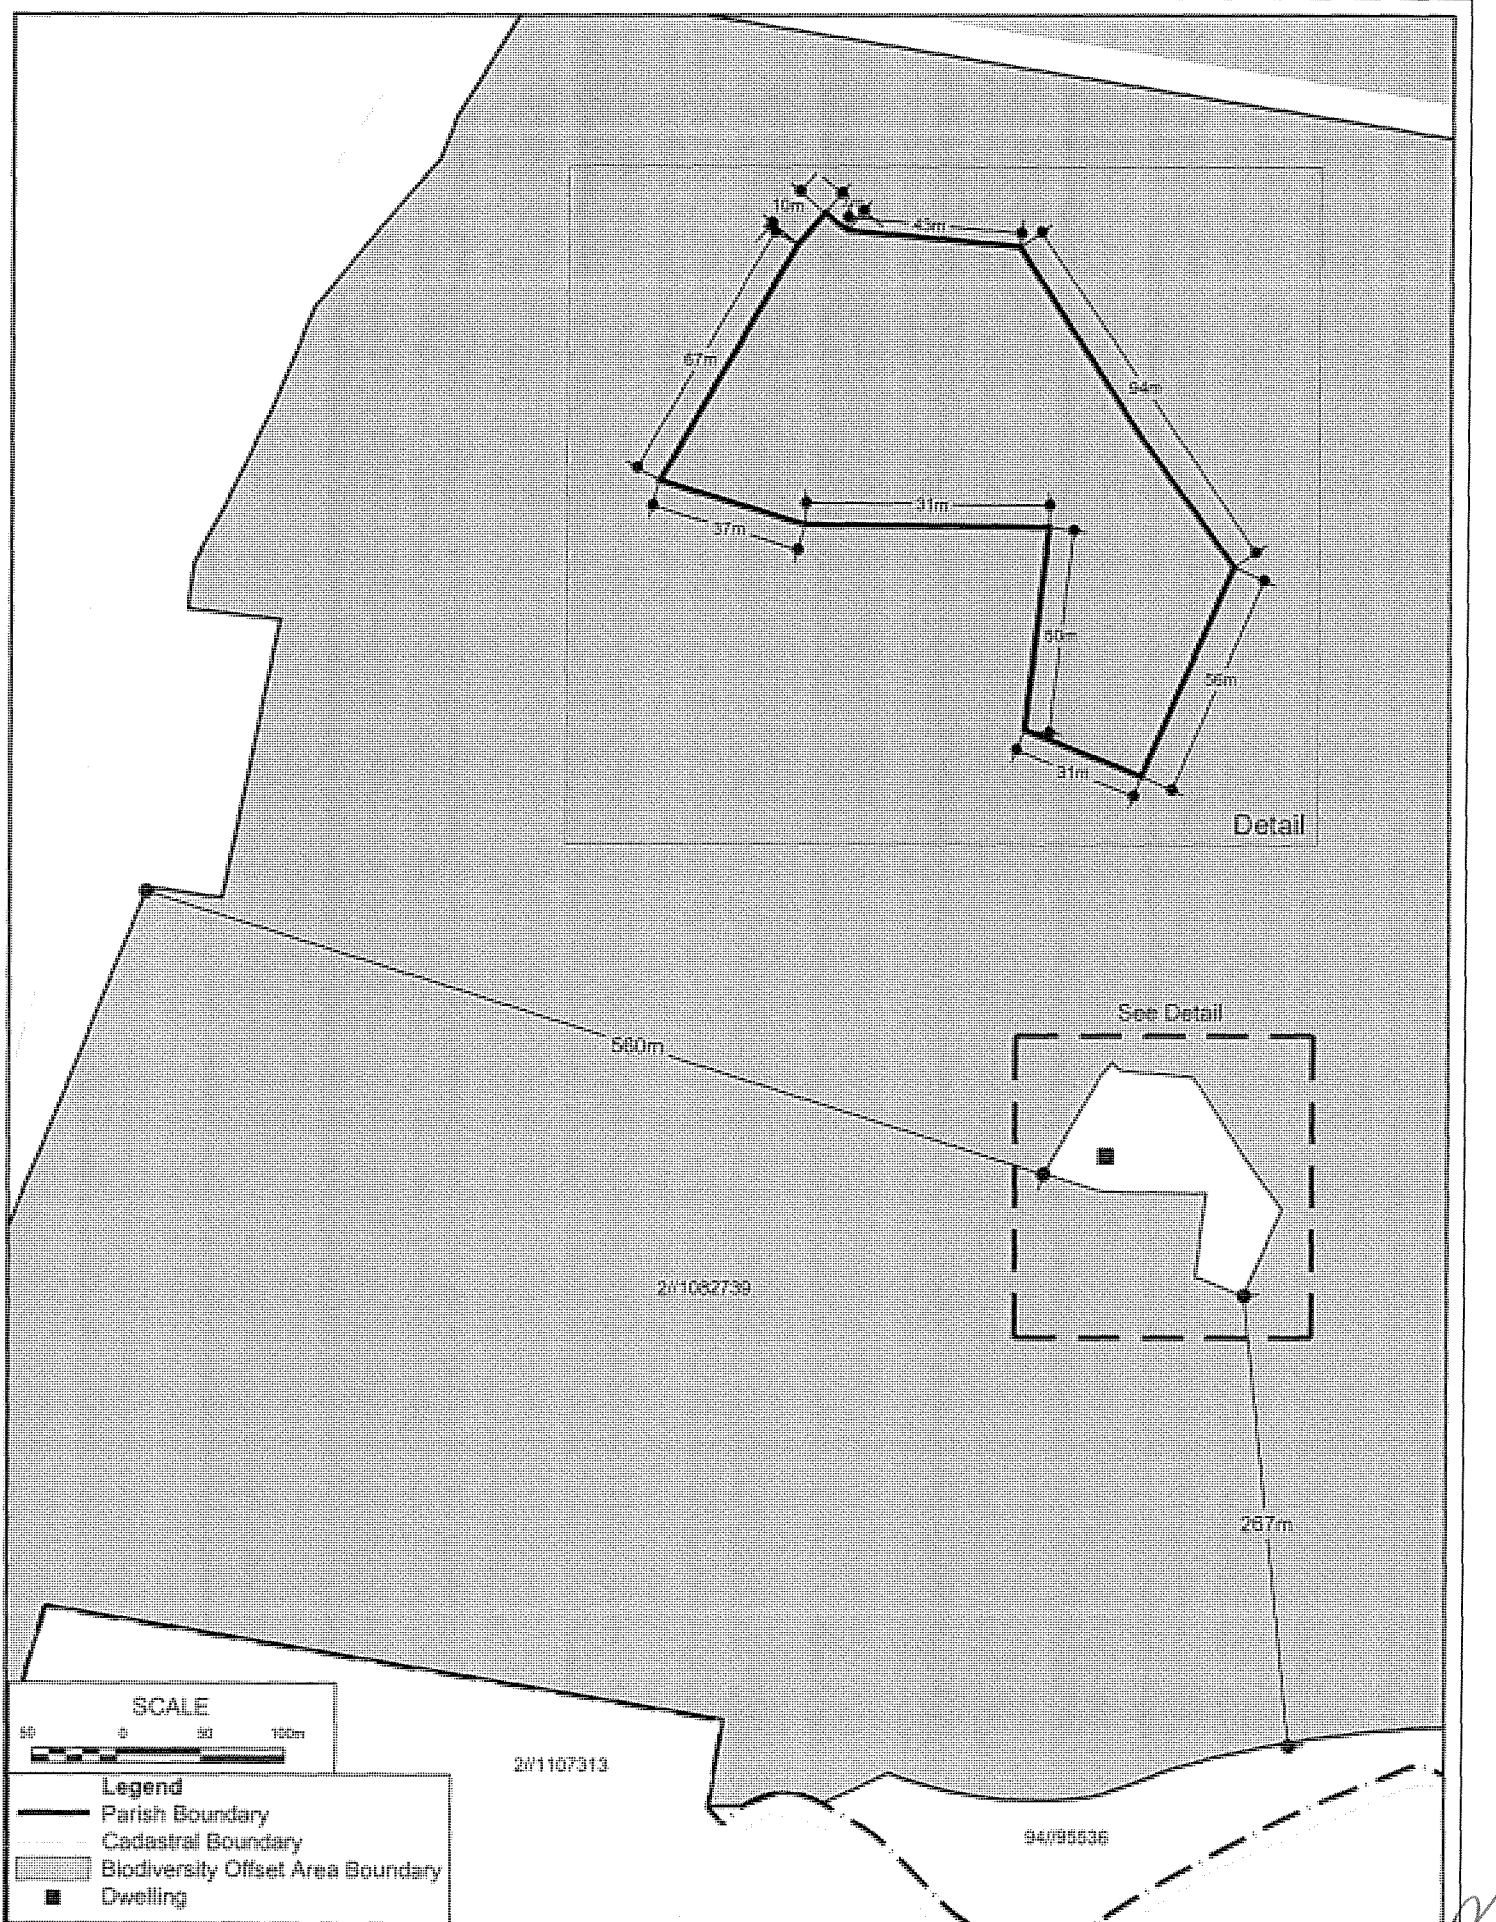 10m
43m
67m
94m
31m
37m
56m
31m
Detail
See Detail
560m
2//1082739
267m
SCALE
50 0 50 100m
2//1107313
Legend
Parish Boundary
Cadastral Boundary
94//95536
Biodiversity Offset Area Boundary
Dwelling